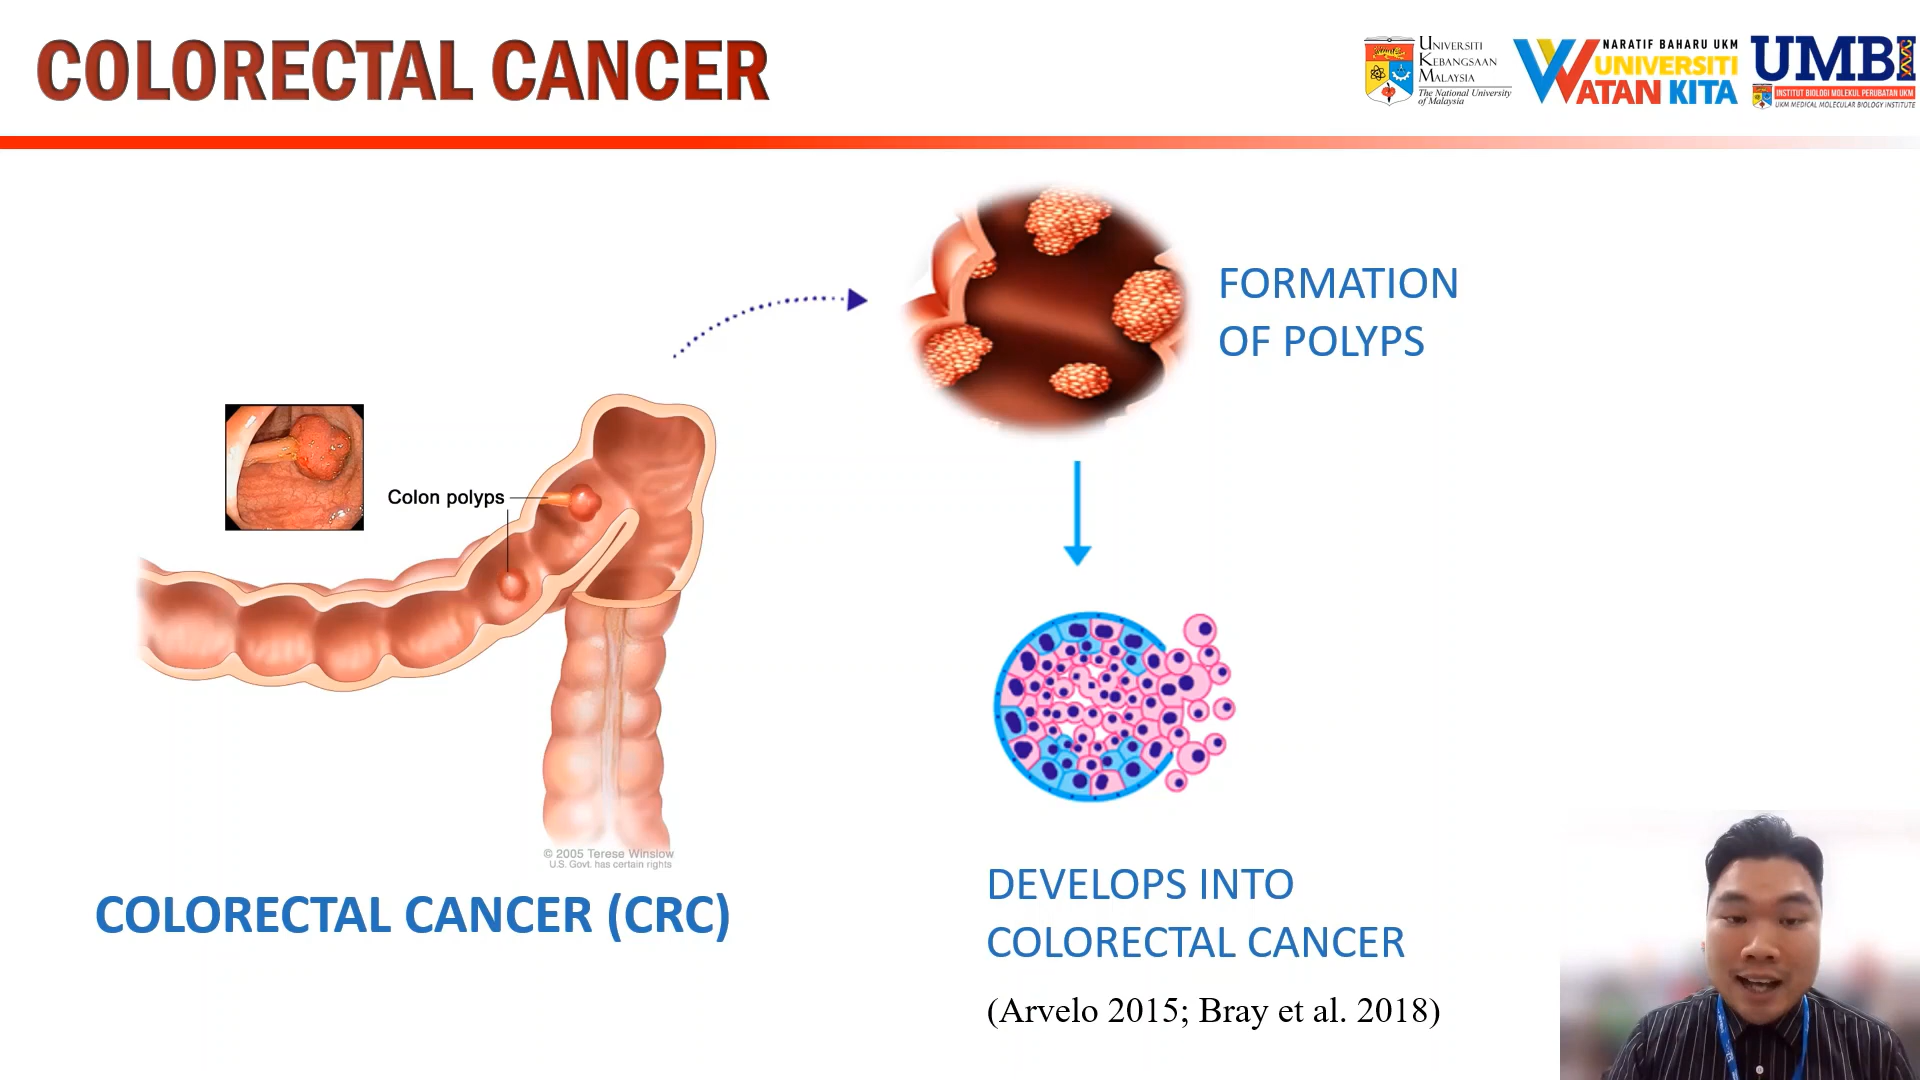 COLORECTAL CANCER
UNIVERSITI
KEBANGSAAN
MALAYSIA
The National University
of Malaysia
NARATIF BAHARU UKM
UNIVERSITI
WATAN KITA
UMBI
INSTITUT BIOLOGI MOLEKUL PERUBATAN UKM
UKM MEDICAL MOLECULAR BIOLOGY INSTITUTE
FORMATION
OF POLYPS
Colon polyps
© 2005 Terese Winslow
U.S. Govt. has certain rights
COLORECTAL CANCER (CRC)
DEVELOPS INTO
COLORECTAL CANCER
(Arvelo 2015; Bray et al. 2018)